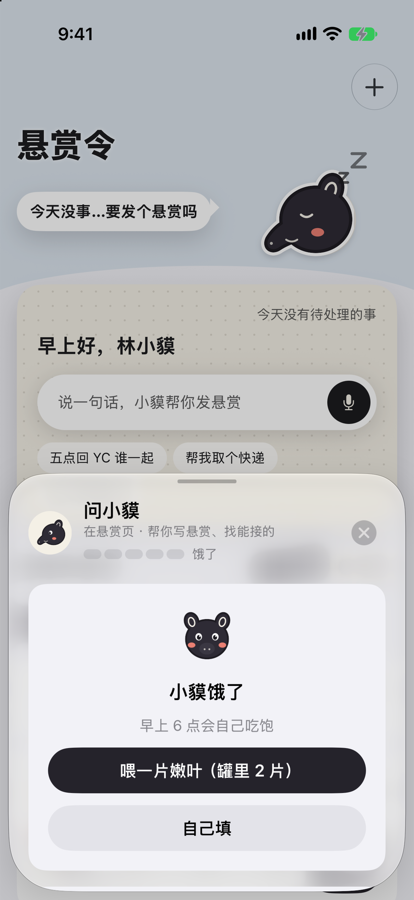 9:41
悬赏令
z
z
今天没事...要发个悬赏吗
今天没有待处理的事
早上好，林小貘
说一句话，小貘帮你发悬赏
五点回 YC 谁一起
帮我取个快递
问小貘
在悬赏页 · 帮你写悬赏、找能接的
饿了
小貘饿了
早上 6 点会自己吃饱
喂一片嫩叶（罐里 2 片）
自己填